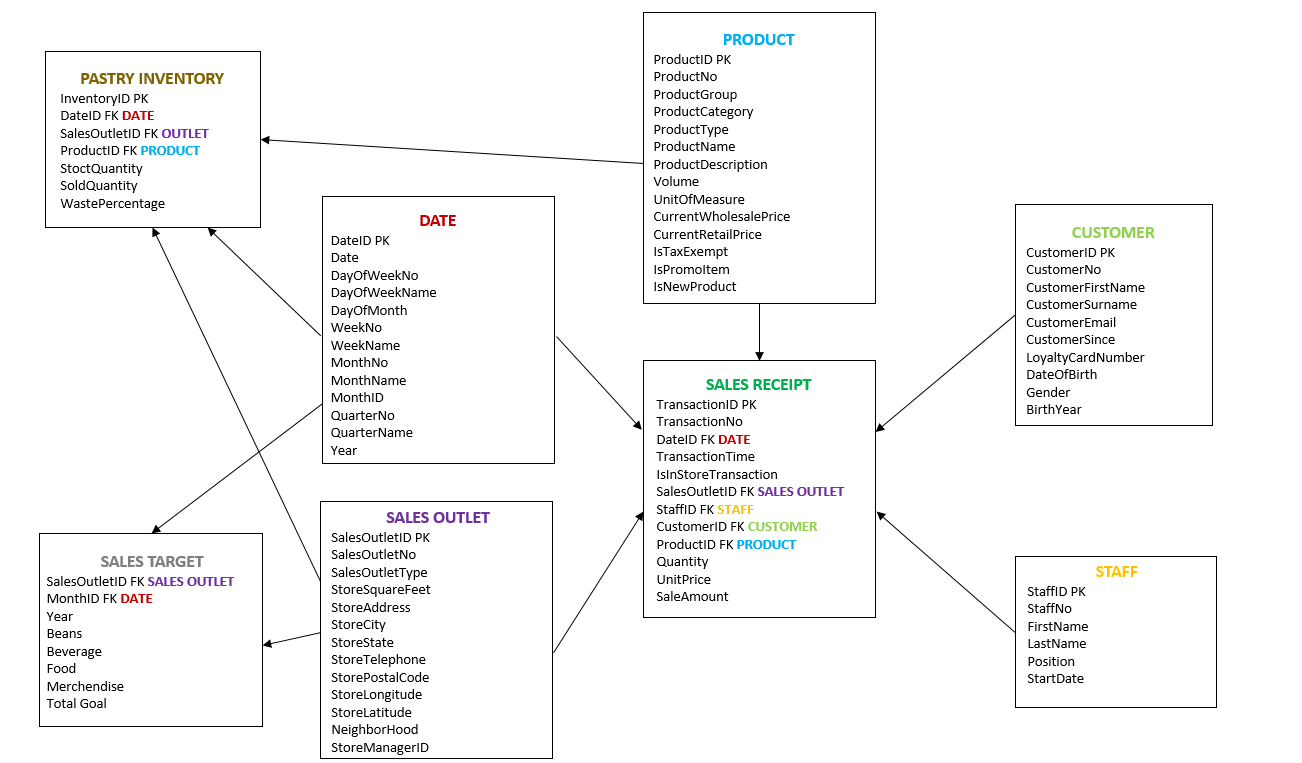 PRODUCT
ProductID PK
ProductNo
ProductGroup
ProductCategory
ProductType
ProductName
ProductDescription
Volume
UnitOfMeasure
CurrentWholesalePrice
CurrentRetailPrice
IsTaxExempt
IsPromoItem
IsNewProduct
PASTRY INVENTORY
InventoryID PK
DateID FK DATE
SalesOutletID FK OUTLET
ProductID FK PRODUCT
StoctQuantity
SoldQuantity
WastePercentage
DATE
DateID PK
Date
DayOfWeekNo
DayOfWeekName
DayOfMonth
WeekNo
WeekName
MonthNo
MonthName
MonthID
QuarterNo
QuarterName
Year
CUSTOMER
CustomerID PK
CustomerNo
CustomerFirstName
CustomerSurname
CustomerEmail
CustomerSince
LoyaltyCardNumber
DateOfBirth
Gender
BirthYear
SALES RECEIPT
TransactionID PK
TransactionNo
DateID FK DATE
TransactionTime
IsInStoreTransaction
SalesOutletID FK SALES OUTLET
StaffID FK STAFF
CustomerID FK CUSTOMER
ProductID FK PRODUCT
Quantity
UnitPrice
SaleAmount
SALES OUTLET
SalesOutletID PK
SalesOutletNo
SalesOutletType
StoreSquareFeet
StoreAddress
StoreCity
StoreState
StoreTelephone
StorePostalCode
StoreLongitude
StoreLatitude
NeighborHood
StoreManagerID
SALES TARGET
SalesOutletID FK SALES OUTLET
MonthID FK DATE
Year
Beans
Beverage
Food
Merchendise
Total Goal
STAFF
StaffID PK
StaffNo
FirstName
LastName
Position
StartDate